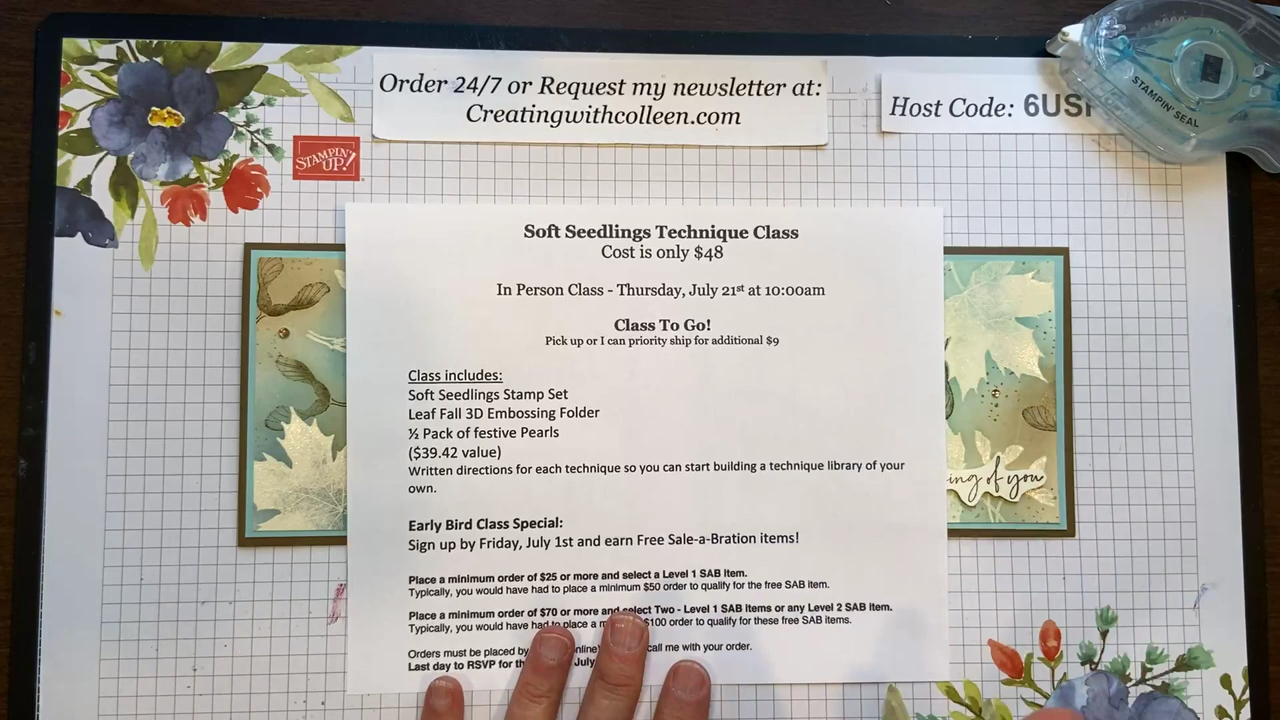 Order 24/7 or Request my newsletter at:
Creatingwithcolleen.com
Host Code: 6US
STAMPIN' SEAL
STAMPIN' UP!
Soft Seedlings Technique Class
Cost is only $48
In Person Class - Thursday, July 21st at 10:00am
Class To Go!
Pick up or I can priority ship for additional $9
Class includes:
Soft Seedlings Stamp Set
Leaf Fall 3D Embossing Folder
½ Pack of festive Pearls
($39.42 value)
Written directions for each technique so you can start building a technique library of your
own.
ing of you
Early Bird Class Special:
Sign up by Friday, July 1st and earn Free Sale-a-Bration items!
Place a minimum order of $25 or more and select a Level 1 SAB Item.
Typically, you would have had to place a minimum $50 order to qualify for the free SAB item.
Place a minimum order of $70 or more and select Two - Level 1 SAB Items or any Level 2 SAB Item.
Typically, you would have had to place a $100 order to qualify for these free SAB items.
Orders must be placed by call me with your order.
Last day to RSVP for July